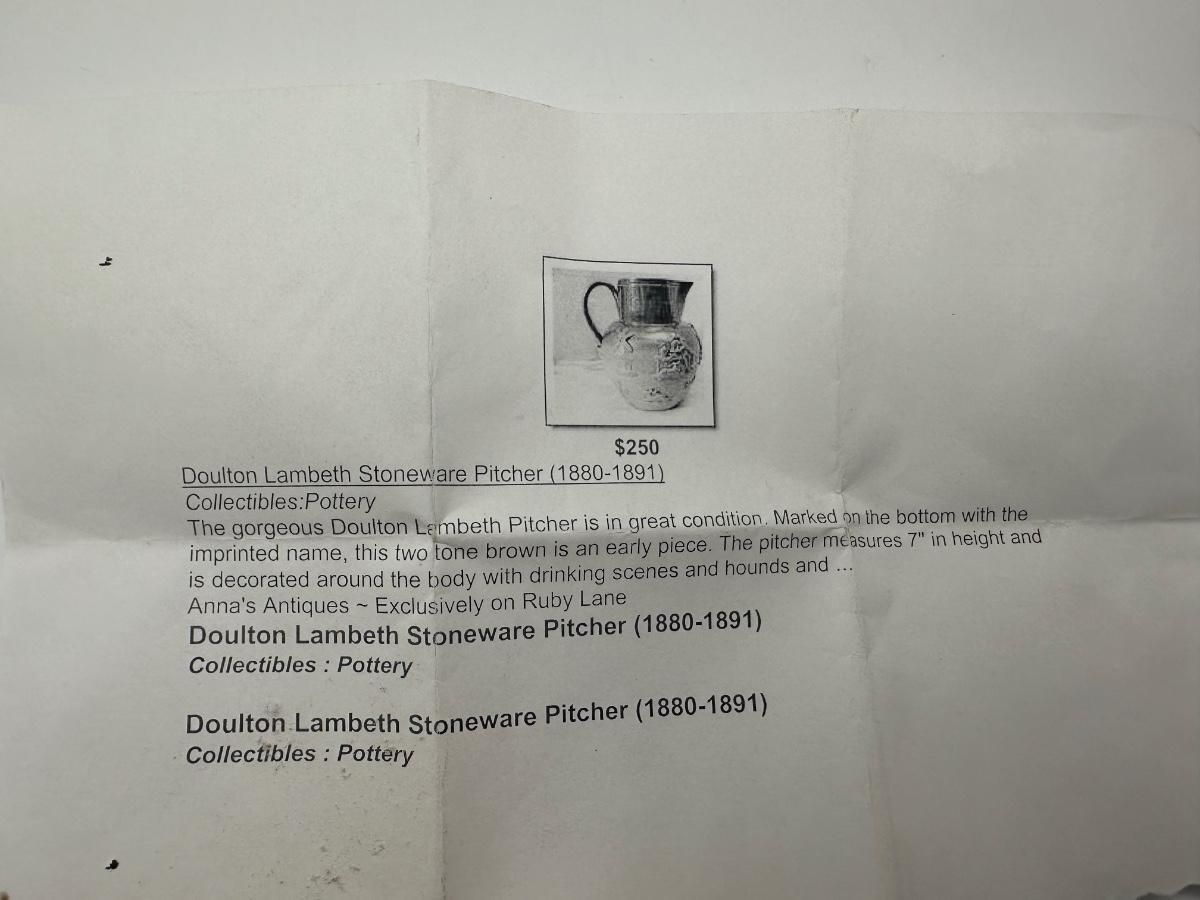 $250
Doulton Lambeth Stoneware Pitcher (1880-1891)
Collectibles:Pottery
The gorgeous Doulton Lambeth Pitcher is in great condition. Marked on the bottom with the
imprinted name, this two tone brown is an early piece. The pitcher measures 7" in height and
is decorated around the body with drinking scenes and hounds and ...
Anna's Antiques ~ Exclusively on Ruby Lane
Doulton Lambeth Stoneware Pitcher (1880-1891)
Collectibles : Pottery
Doulton Lambeth Stoneware Pitcher (1880-1891)
Collectibles : Pottery